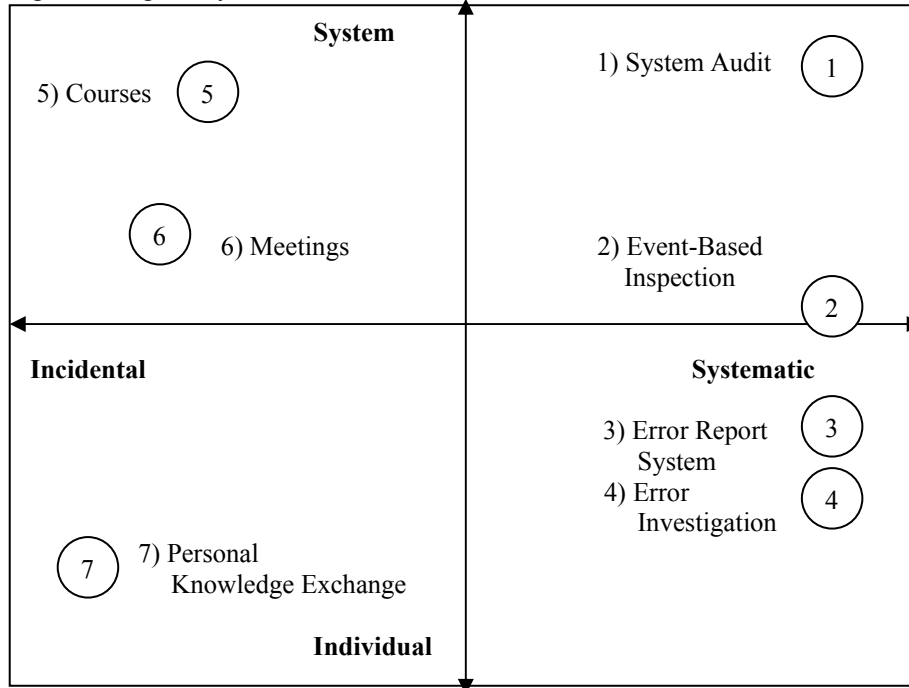 System
1) System Audit
1
5) Courses
5
6
6) Meetings
2) Event-Based
Inspection
2
Incidental
Systematic
3) Error Report
System
3
4) Error
Investigation
4
7
7) Personal
Knowledge Exchange
Individual